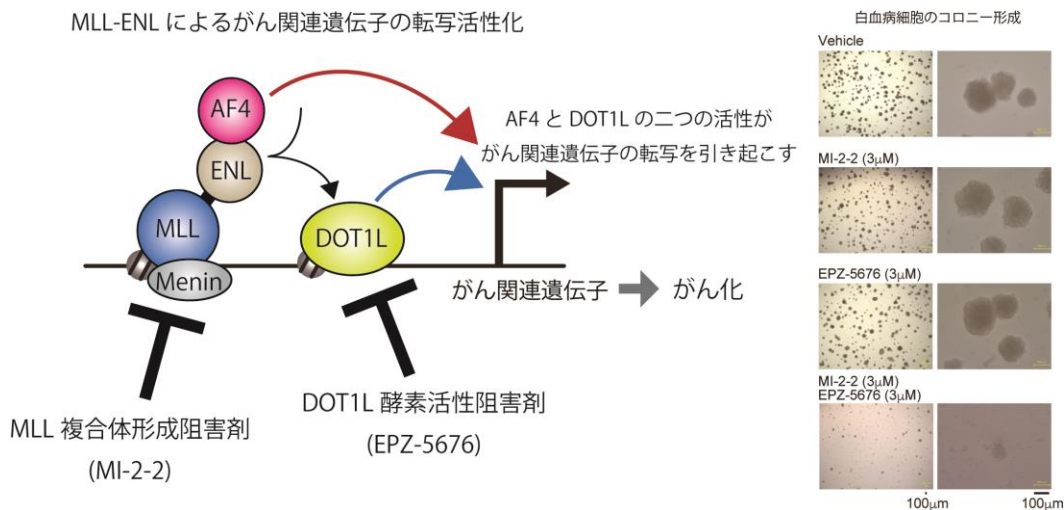 MLL-ENL によるがん関連遺伝子の転写活性化
AF4
ENL
MLL
Menin
DOT1L
AF4 と DOT1L の二つの活性が
がん関連遺伝子の転写を引き起こす
がん関連遺伝子
がん化
MLL 複合体形成阻害剤
(MI-2-2)
DOT1L 酵素活性阻害剤
(EPZ-5676)
白血病細胞のコロニー形成
Vehicle
MI-2-2 (3μM)
EPZ-5676 (3μM)
MI-2-2 (3μM)
EPZ-5676 (3μM)
100μm
100μm